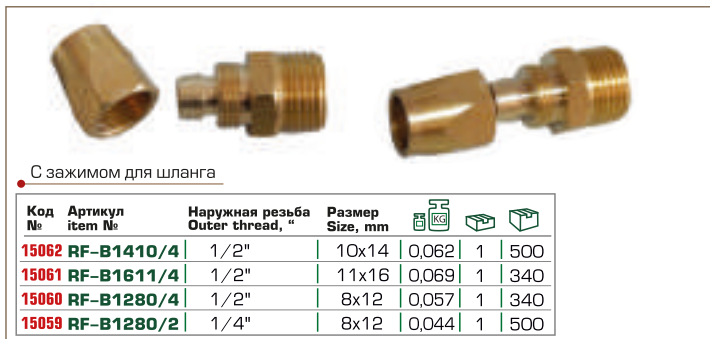 С зажимом для шланга
Код Артикул Наружная резьба Размер
№ item № Outer thread, “ Size, mm KG
15062 RF-B1410/4 1/2" 10x14 0,062 1 500
15061 RF-B1611/4 1/2" 11x16 0,069 1 340
15060 RF-B1280/4 1/2" 8x12 0,057 1 340
15059 RF-B1280/2 1/4" 8x12 0,044 1 500